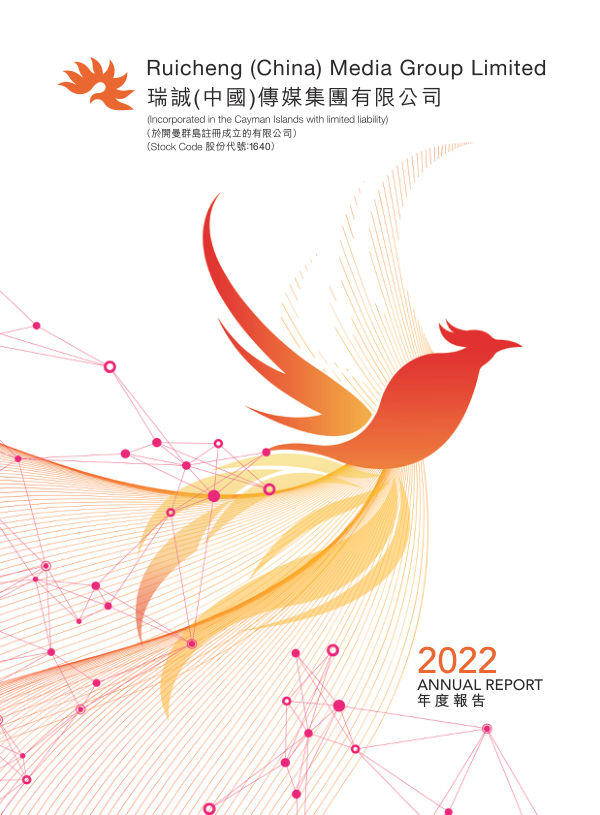 Ruicheng (China) Media Group Limited
瑞誠(中國)傳媒集團有限公司
(Incorporated in the Cayman Islands with limited liability)
(於開曼群島註冊成立的有限公司)
(Stock Code 股份代號:1640)
2022
ANNUAL REPORT
年度報告